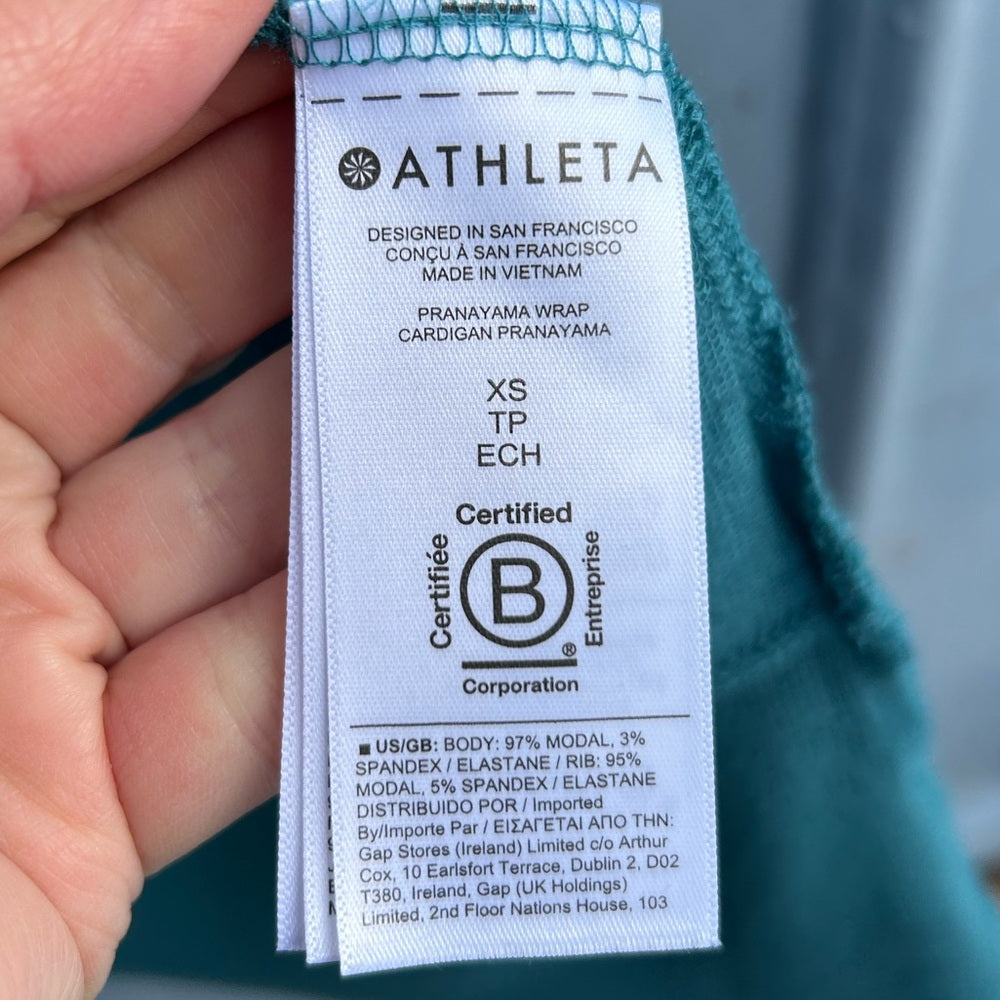 ATHLETA
DESIGNED IN SAN FRANCISCO
CONÇU À SAN FRANCISCO
MADE IN VIETNAM
PRANAYAMA WRAP
CARDIGAN PRANAYAMA
XS
TP
ECH
Certified
Certifiée
B
Entreprise
®
Corporation
■ US/GB: BODY: 97% MODAL, 3%
SPANDEX / ELASTANE / RIB: 95%
MODAL, 5% SPANDEX / ELASTANE
DISTRIBUIDO POR / Imported
By/Importe Par / ΕΙΣΑΓΕΤΑΙ ΑΠΟ ΤΗΝ:
Gap Stores (Ireland) Limited c/o Arthur
Cox, 10 Earlsfort Terrace, Dublin 2, D02
T380, Ireland, Gap (UK Holdings)
Limited, 2nd Floor Nations House, 103